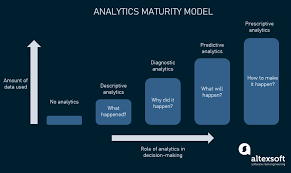 ANALYTICS MATURITY MODEL
Prescriptive
analytics
Predictive
analytics
Diagnostic
analytics
Descriptive
analytics
No analytics
Amount of
data used
What
happened?
Why did it
happen?
What will
happen?
How to make
it happen?
Role of analytics in
decision-making
altexsoft
software r&d engineering